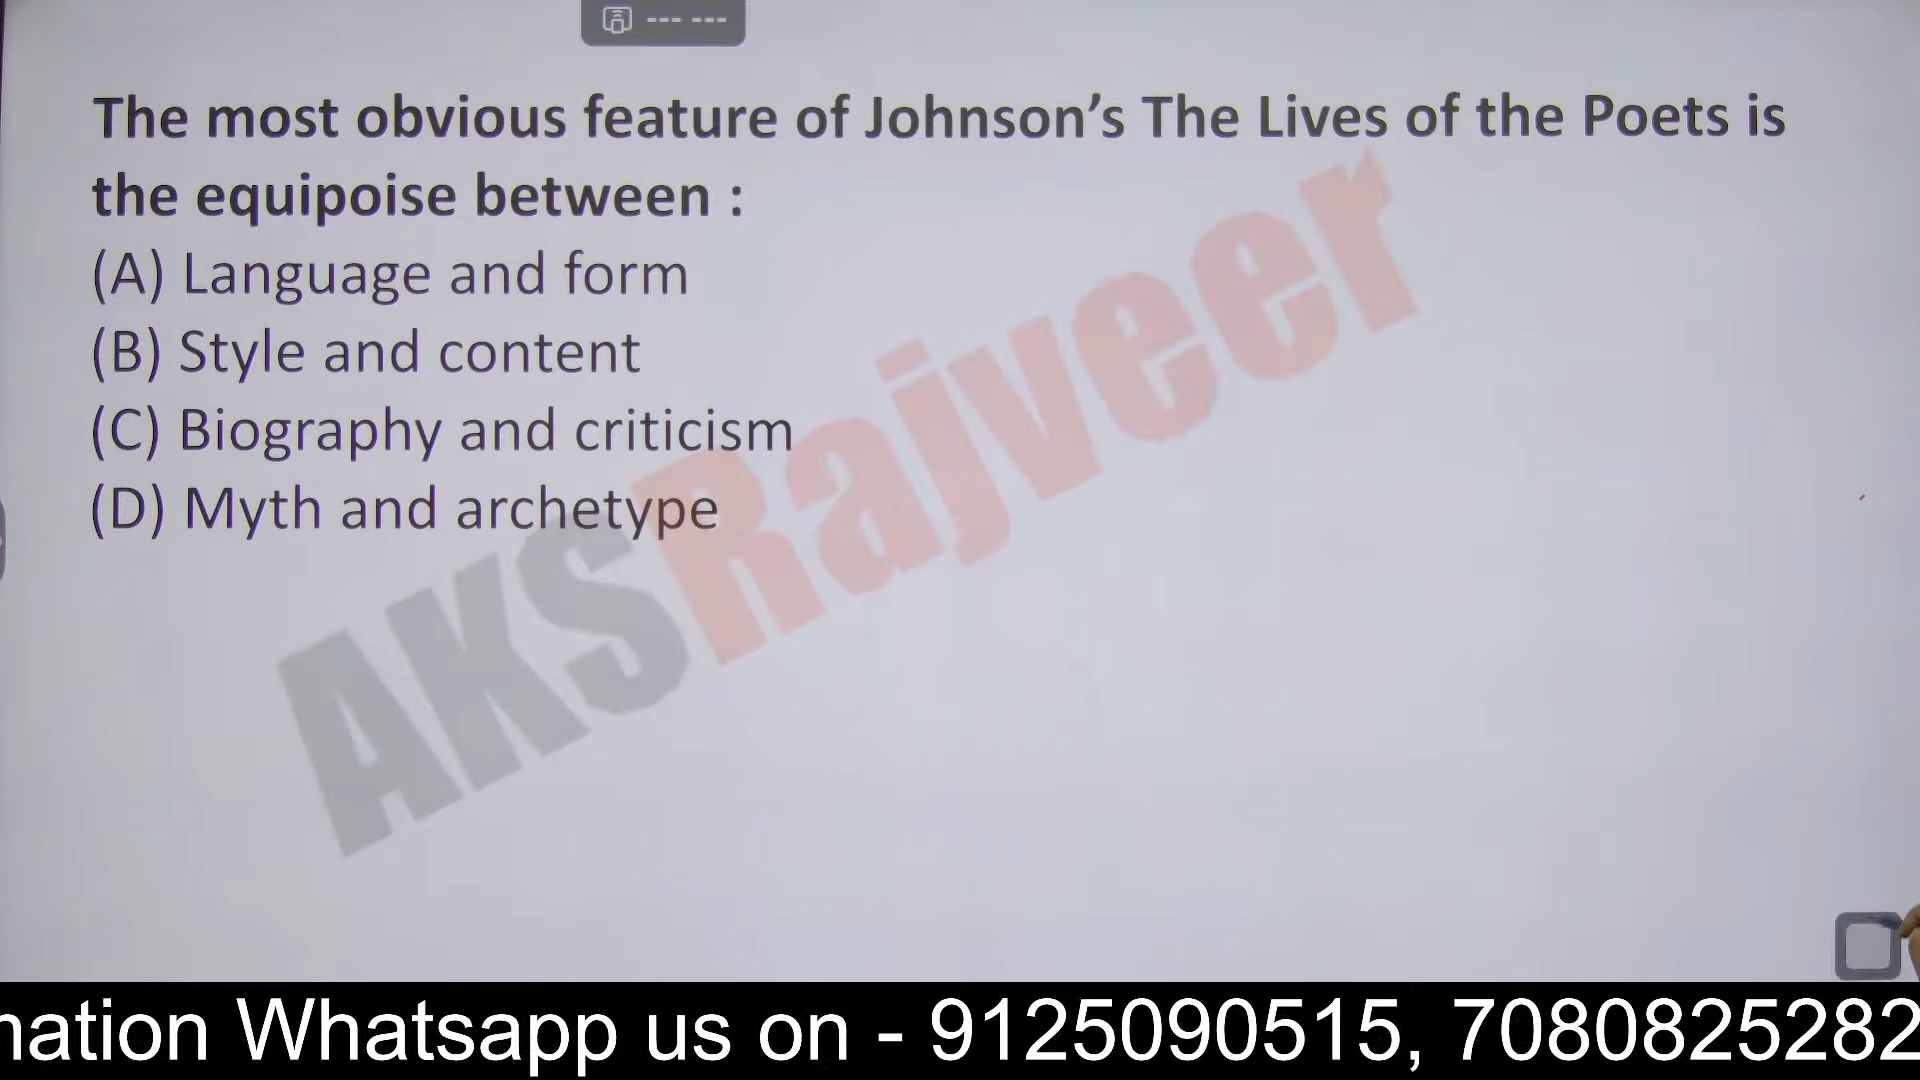 --- ---
The most obvious feature of Johnson’s The Lives of the Poets is
the equipoise between :
(A) Language and form
(B) Style and content
(C) Biography and criticism
(D) Myth and archetype
AKSRajveer
Whatsapp us on - 9125090515, 7080825282